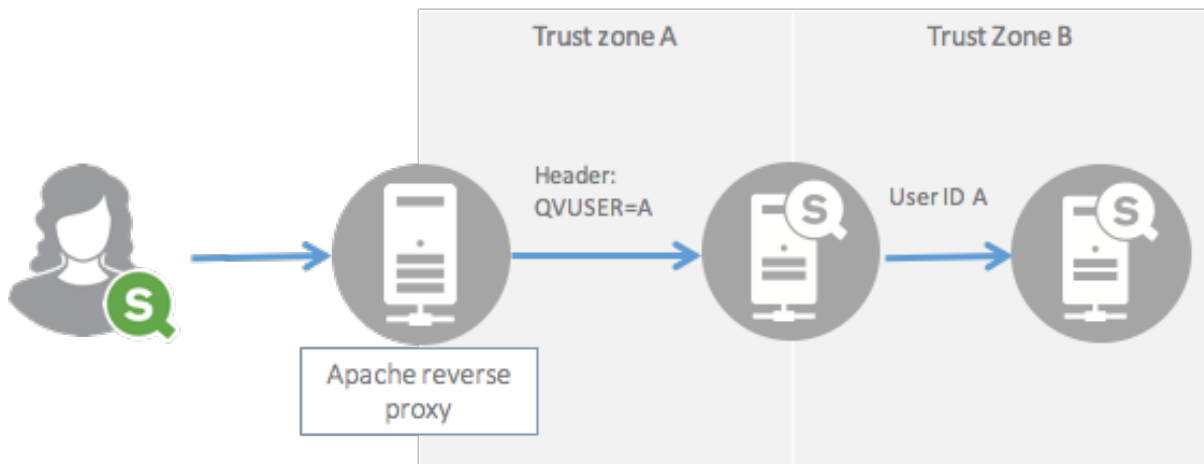 Trust zone A
Trust Zone B
Header:
QVUSER=A
User ID A
S
S
S
Apache reverse
proxy